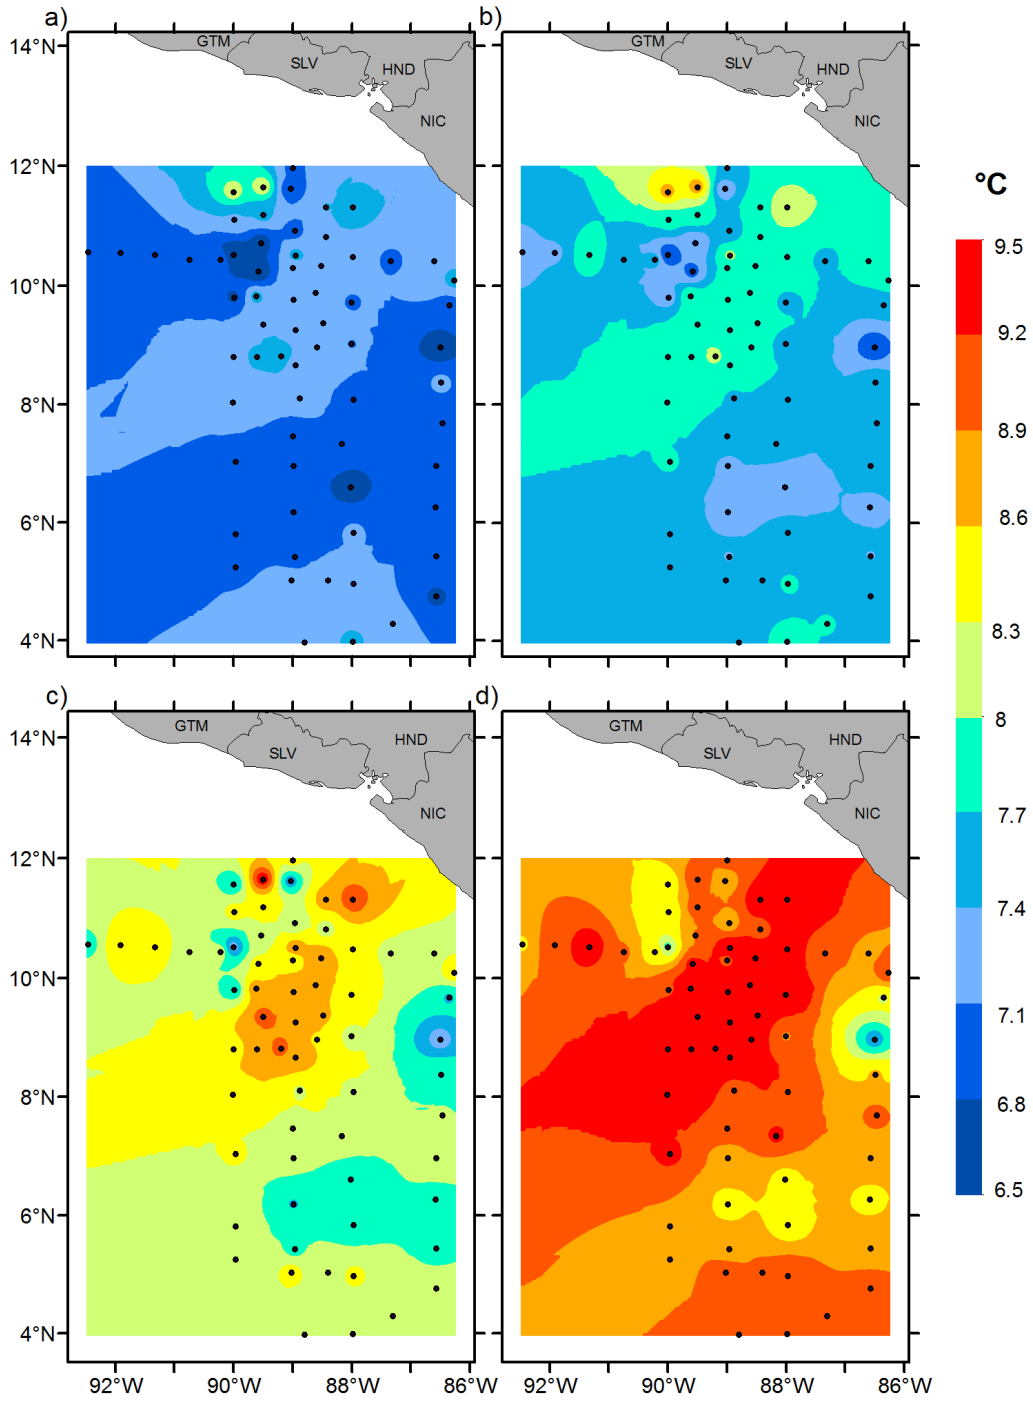 a) b)
14°N GTM GTM
SLV HND SLV HND
NIC NIC
12°N
°C
9.5
10°N
9.2
8°N
8.9
6°N 8.6
4°N
8.3
c) d)
8
14°N GTM HND GTM HND
SLV SLV
7.7
NIC NIC
12°N
7.4
10°N
7.1
8°N
6.8
6°N 6.5
4°N
92°W 90°W 88°W 86°W 92°W 90°W 88°W 86°W